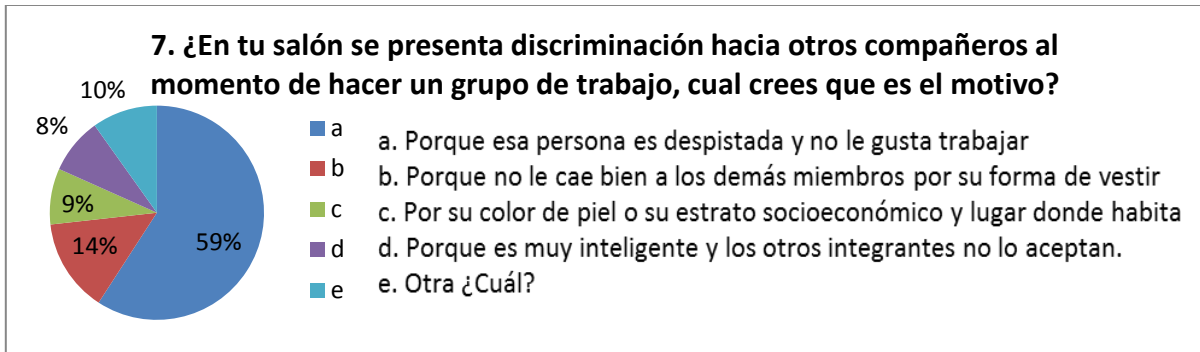 7. ¿En tu salón se presenta discriminación hacia otros compañeros al
momento de hacer un grupo de trabajo, cual crees que es el motivo?
10%
8%
9%
14%
59%
a
b
c
d
e
a. Porque esa persona es despistada y no le gusta trabajar
b. Porque no le cae bien a los demás miembros por su forma de vestir
c. Por su color de piel o su estrato socioeconómico y lugar donde habita
d. Porque es muy inteligente y los otros integrantes no lo aceptan.
e. Otra ¿Cuál?